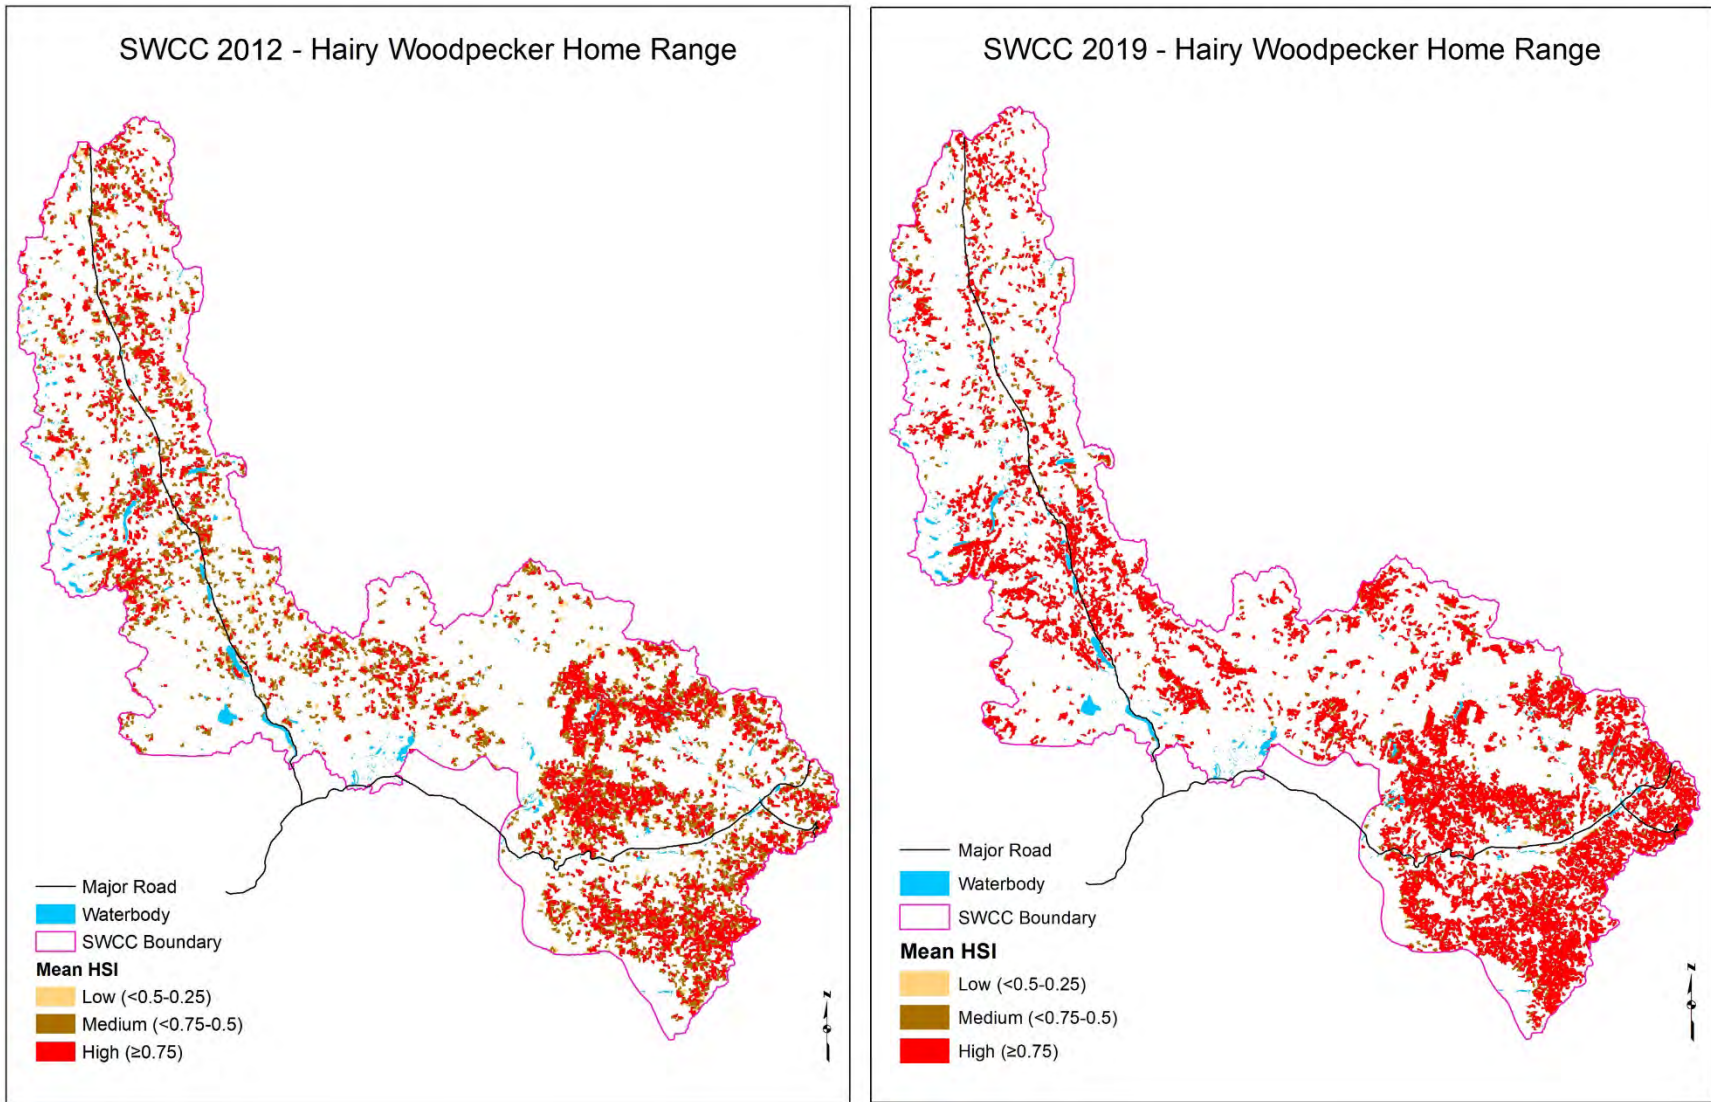 SWCC 2012 - Hairy Woodpecker Home Range
Major Road
Waterbody
SWCC Boundary
Mean HSI
Low (<0.5-0.25)
Medium (<0.75-0.5)
High (≥0.75)
N
SWCC 2019 - Hairy Woodpecker Home Range
Major Road
Waterbody
SWCC Boundary
Mean HSI
Low (<0.5-0.25)
Medium (<0.75-0.5)
High (≥0.75)
N